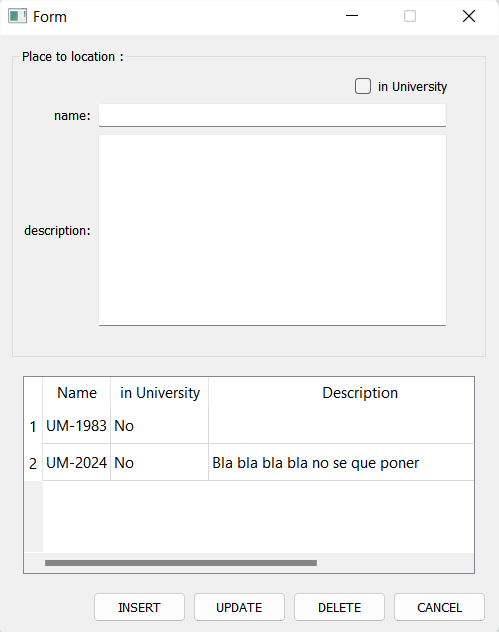 Form
Place to location :
in University
name:
description:
Name in University Description
1 UM-1983 No
2 UM-2024 No Bla bla bla bla no se que poner
INSERT UPDATE DELETE CANCEL